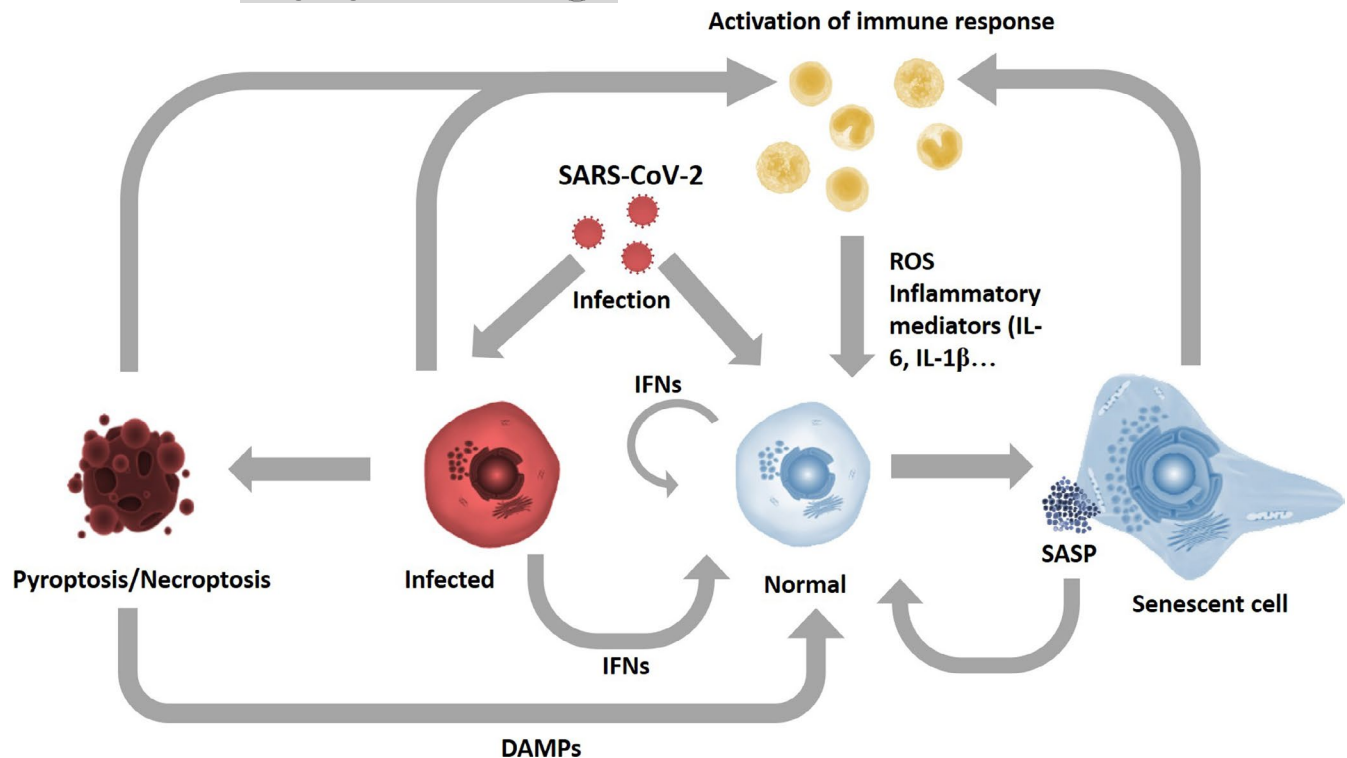 Activation of immune response
SARS-CoV-2
Infection
ROS
Inflammatory
mediators (IL-
6, IL-1β…
IFNs
Pyroptosis/Necroptosis
Infected
Normal
SASP
Senescent cell
IFNs
DAMPs